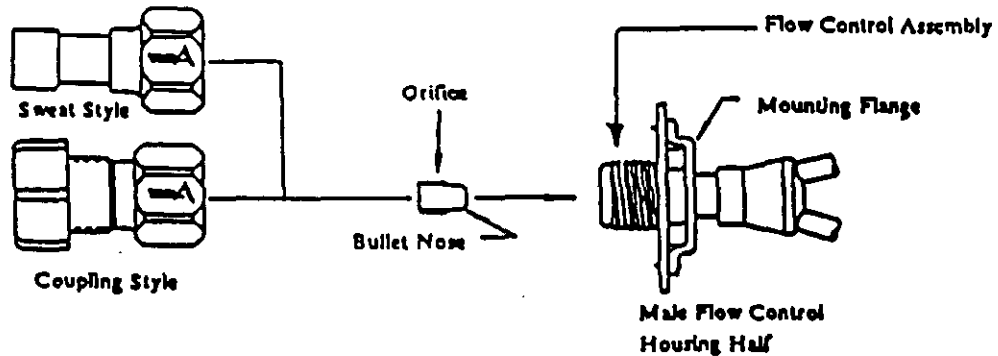 Flow Control Assembly
Orifice
Mounting Flange
Sweat Style
Bullet Nose
Coupling Style
Male Flow Control
Housing Half